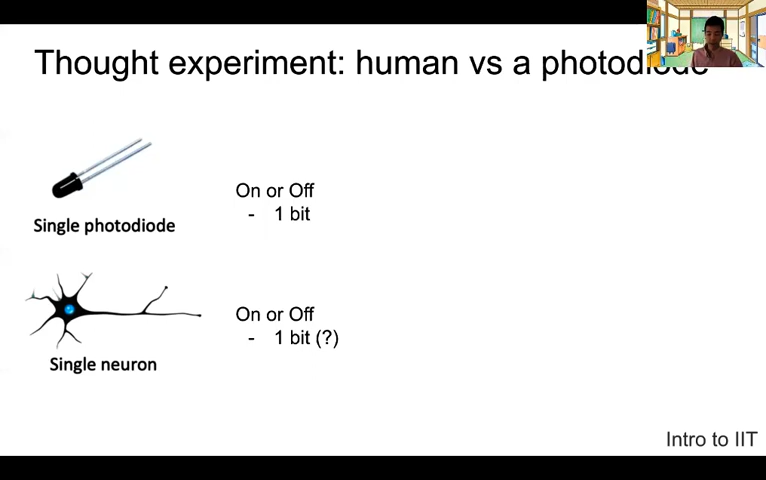 Thought experiment: human vs a photodiode
On or Off
- 1 bit
Single photodiode
On or Off
- 1 bit (?)
Single neuron
Intro to IIT